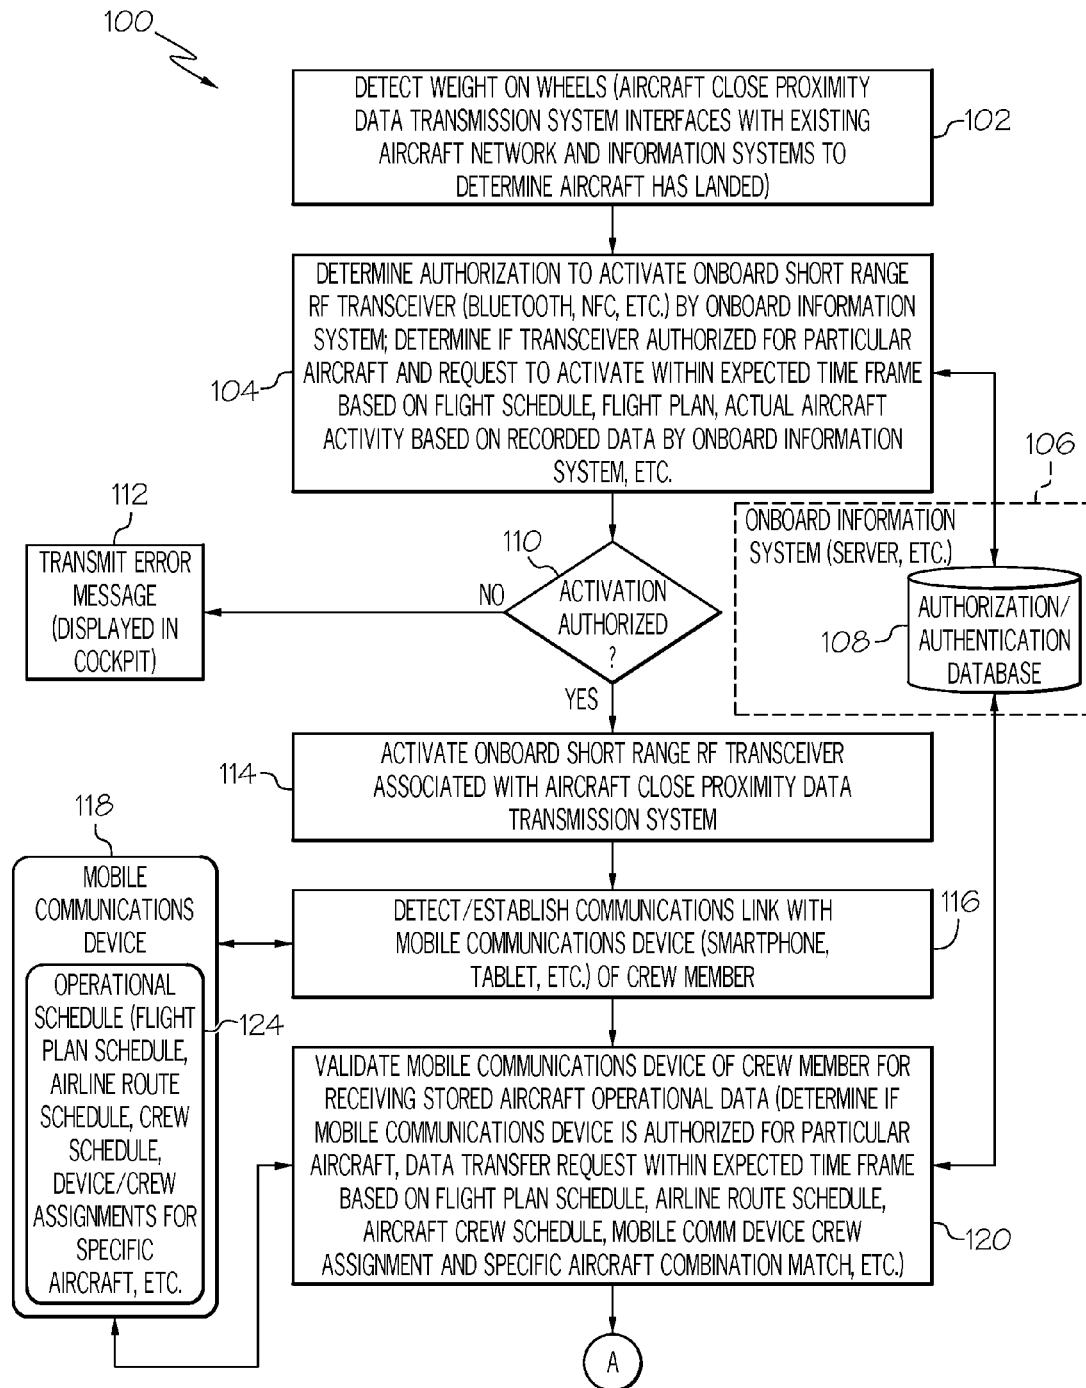 100
DETECT WEIGHT ON WHEELS (AIRCRAFT CLOSE PROXIMITY
DATA TRANSMISSION SYSTEM INTERFACES WITH EXISTING
AIRCRAFT NETWORK AND INFORMATION SYSTEMS TO
DETERMINE AIRCRAFT HAS LANDED)
102
DETERMINE AUTHORIZATION TO ACTIVATE ONBOARD SHORT RANGE
RF TRANSCEIVER (BLUETOOTH, NFC, ETC.) BY ONBOARD INFORMATION
SYSTEM; DETERMINE IF TRANSCEIVER AUTHORIZED FOR PARTICULAR
AIRCRAFT AND REQUEST TO ACTIVATE WITHIN EXPECTED TIME FRAME
BASED ON FLIGHT SCHEDULE, FLIGHT PLAN, ACTUAL AIRCRAFT
ACTIVITY BASED ON RECORDED DATA BY ONBOARD INFORMATION
SYSTEM, ETC.
104
106
ONBOARD INFORMATION
SYSTEM (SERVER, ETC.)
AUTHORIZATION/
AUTHENTICATION
DATABASE
108
110
ACTIVATION
AUTHORIZED
?
NO
YES
112
TRANSMIT ERROR
MESSAGE
(DISPLAYED IN
COCKPIT)
114
ACTIVATE ONBOARD SHORT RANGE RF TRANSCEIVER
ASSOCIATED WITH AIRCRAFT CLOSE PROXIMITY DATA
TRANSMISSION SYSTEM
118
MOBILE
COMMUNICATIONS
DEVICE
OPERATIONAL
SCHEDULE (FLIGHT
PLAN SCHEDULE,
AIRLINE ROUTE
SCHEDULE, CREW
SCHEDULE,
DEVICE/CREW
ASSIGNMENTS FOR
SPECIFIC
AIRCRAFT, ETC.
124
DETECT/ESTABLISH COMMUNICATIONS LINK WITH
MOBILE COMMUNICATIONS DEVICE (SMARTPHONE,
TABLET, ETC.) OF CREW MEMBER
116
VALIDATE MOBILE COMMUNICATIONS DEVICE OF CREW MEMBER FOR
RECEIVING STORED AIRCRAFT OPERATIONAL DATA (DETERMINE IF
MOBILE COMMUNICATIONS DEVICE IS AUTHORIZED FOR PARTICULAR
AIRCRAFT, DATA TRANSFER REQUEST WITHIN EXPECTED TIME FRAME
BASED ON FLIGHT PLAN SCHEDULE, AIRLINE ROUTE SCHEDULE,
AIRCRAFT CREW SCHEDULE, MOBILE COMM DEVICE CREW
ASSIGNMENT AND SPECIFIC AIRCRAFT COMBINATION MATCH, ETC.)
120
A